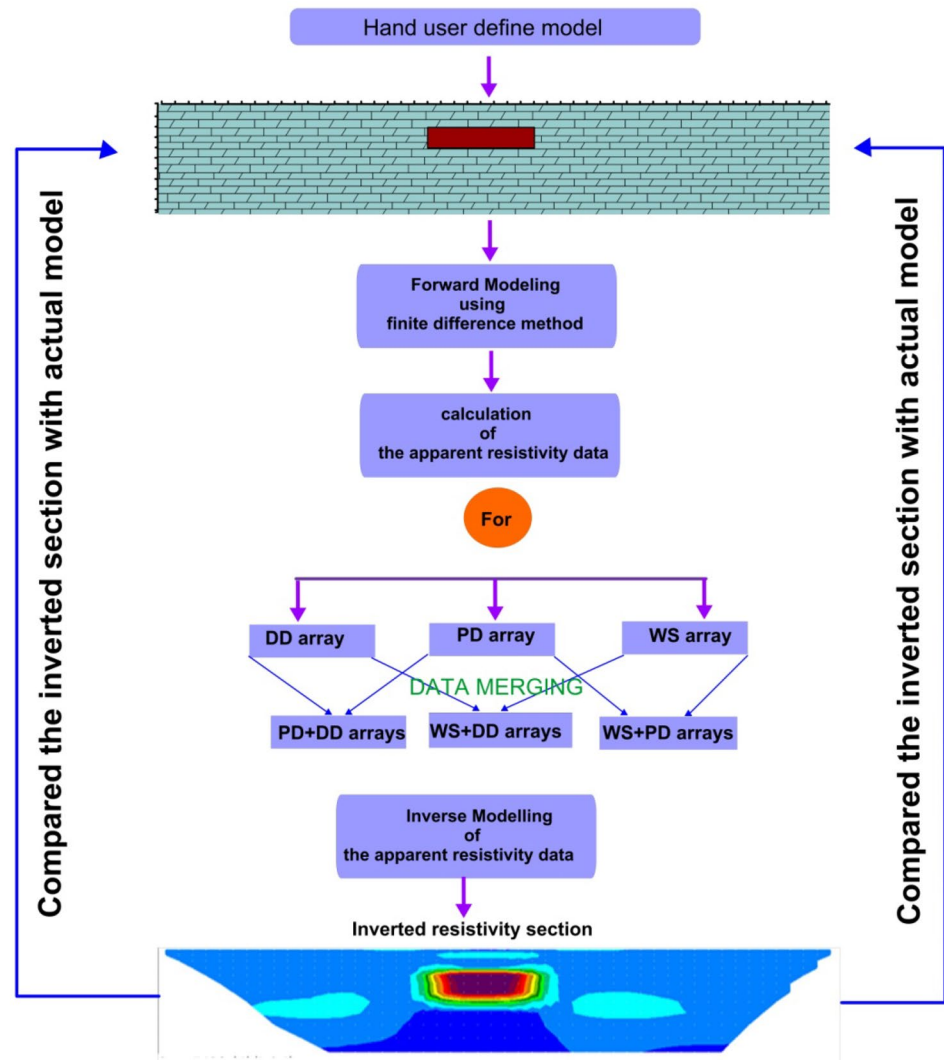 Hand user define model
Compared the inverted section with actual model
Compared the inverted section with actual model
Forward Modeling
using
finite difference method
calculation
of
the apparent resistivity data
For
DD array
PD array
WS array
DATA MERGING
PD+DD arrays
WS+DD arrays
WS+PD arrays
Inverse Modelling
of
the apparent resistivity data
Inverted resistivity section